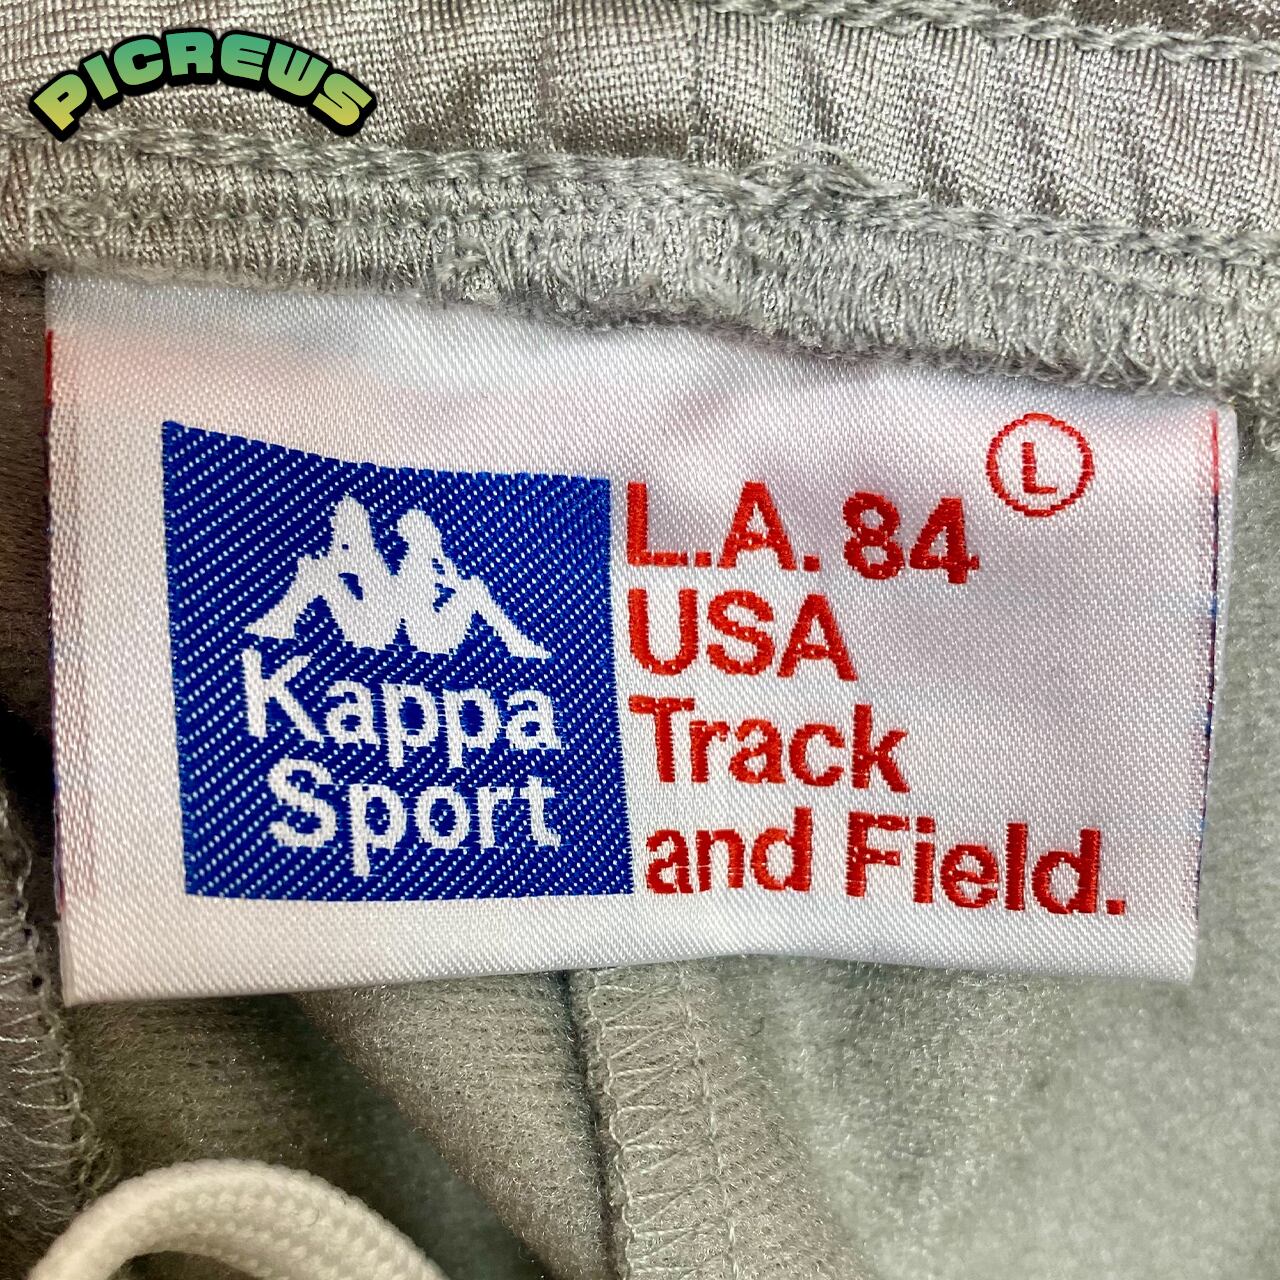 PICREWS
L
L.A. 84
USA
Track
and Field.
Kappa
Sport